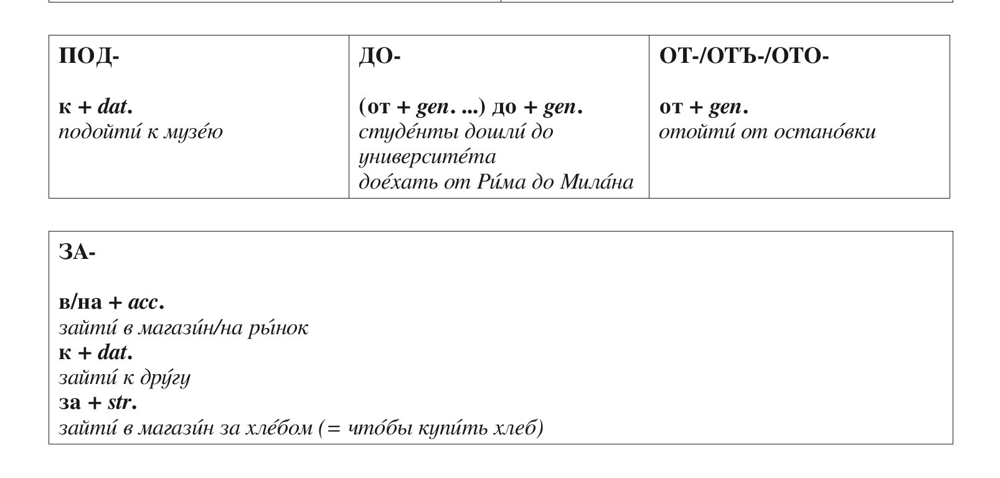 ПОД-
к + dat.
подойти́ к музе́ю
ДО-
(от + gen. ...) до + gen.
студе́нты дошли́ до
университе́та
дое́хать от Ри́ма до Мила́на
ОТ-/ОТЪ-/ОТО-
от + gen.
отойти́ от остано́вки
ЗА-
в/на + acc.
зайти́ в магази́н/на ры́нок
к + dat.
зайти́ к дру́гу
за + str.
зайти́ в магази́н за хле́бом (= что́бы купи́ть хлеб)